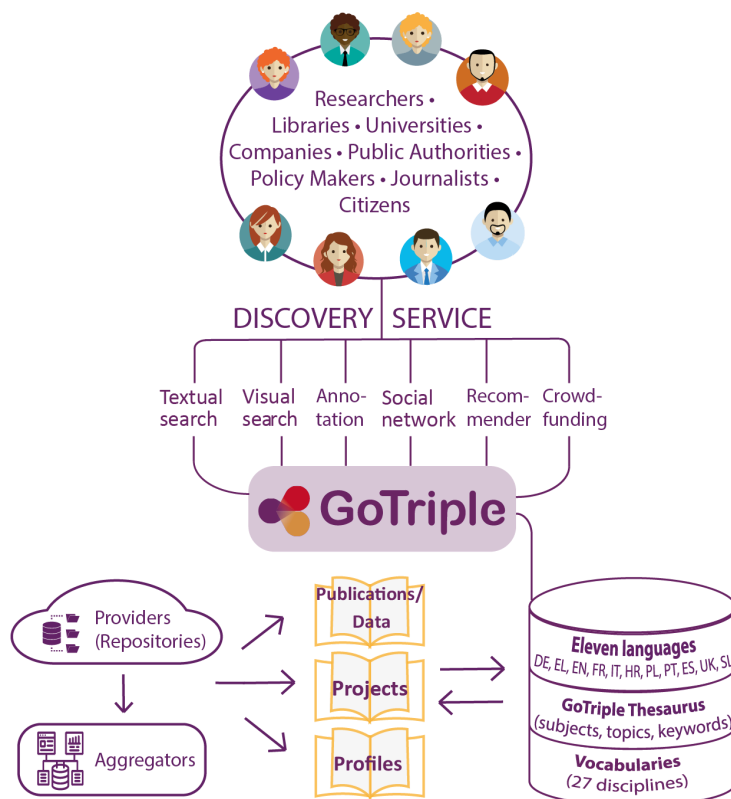 Researchers •
Libraries • Universities •
Companies • Public Authorities •
Policy Makers • Journalists •
Citizens
DISCOVERY SERVICE
Textual
search
Visual
search
Anno-
tation
Social
network
Recom-
mender
Crowd-
funding
GoTriple
Providers
(Repositories)
Aggregators
Publications/
Data
Projects
Profiles
Eleven languages
DE, EL, EN, FR, IT, HR, PL, PT, ES, UK, SL
GoTriple Thesaurus
(subjects, topics, keywords)
Vocabularies
(27 disciplines)